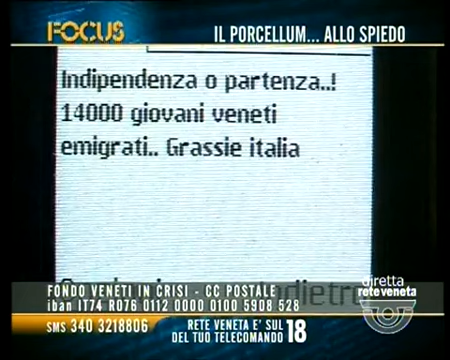 FOCUS
IL PORCELLUM... ALLO SPIEDO
Indipendenza o partenza..!
14000 giovani veneti
emigrati.. Grassie italia
FONDO VENETI IN CRISI - CC POSTALE
iban IT74 R076 0112 0000 0100 5908 528
diretta
reteveneta
SMS 340 3218806
RETE VENETA E' SUL
DEL TUO TELECOMANDO 18